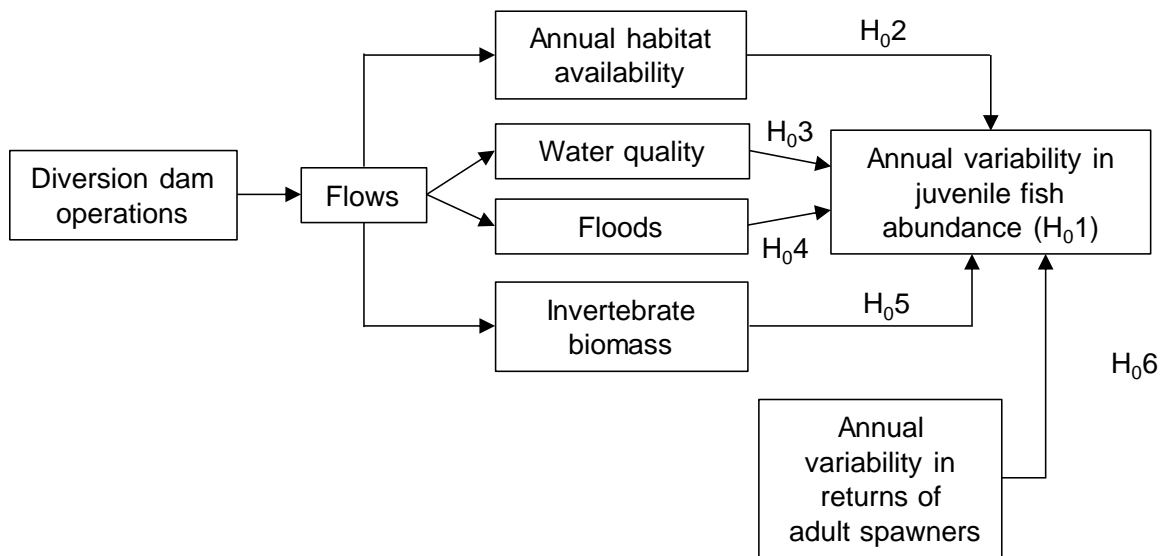 Annual habitat
availability
H₀2
Water quality
H₀3
Diversion dam
operations
Flows
Floods
H₀4
Annual variability in
juvenile fish
abundance (H₀1)
Invertebrate
biomass
H₀5
H₀6
Annual
variability in
returns of
adult spawners